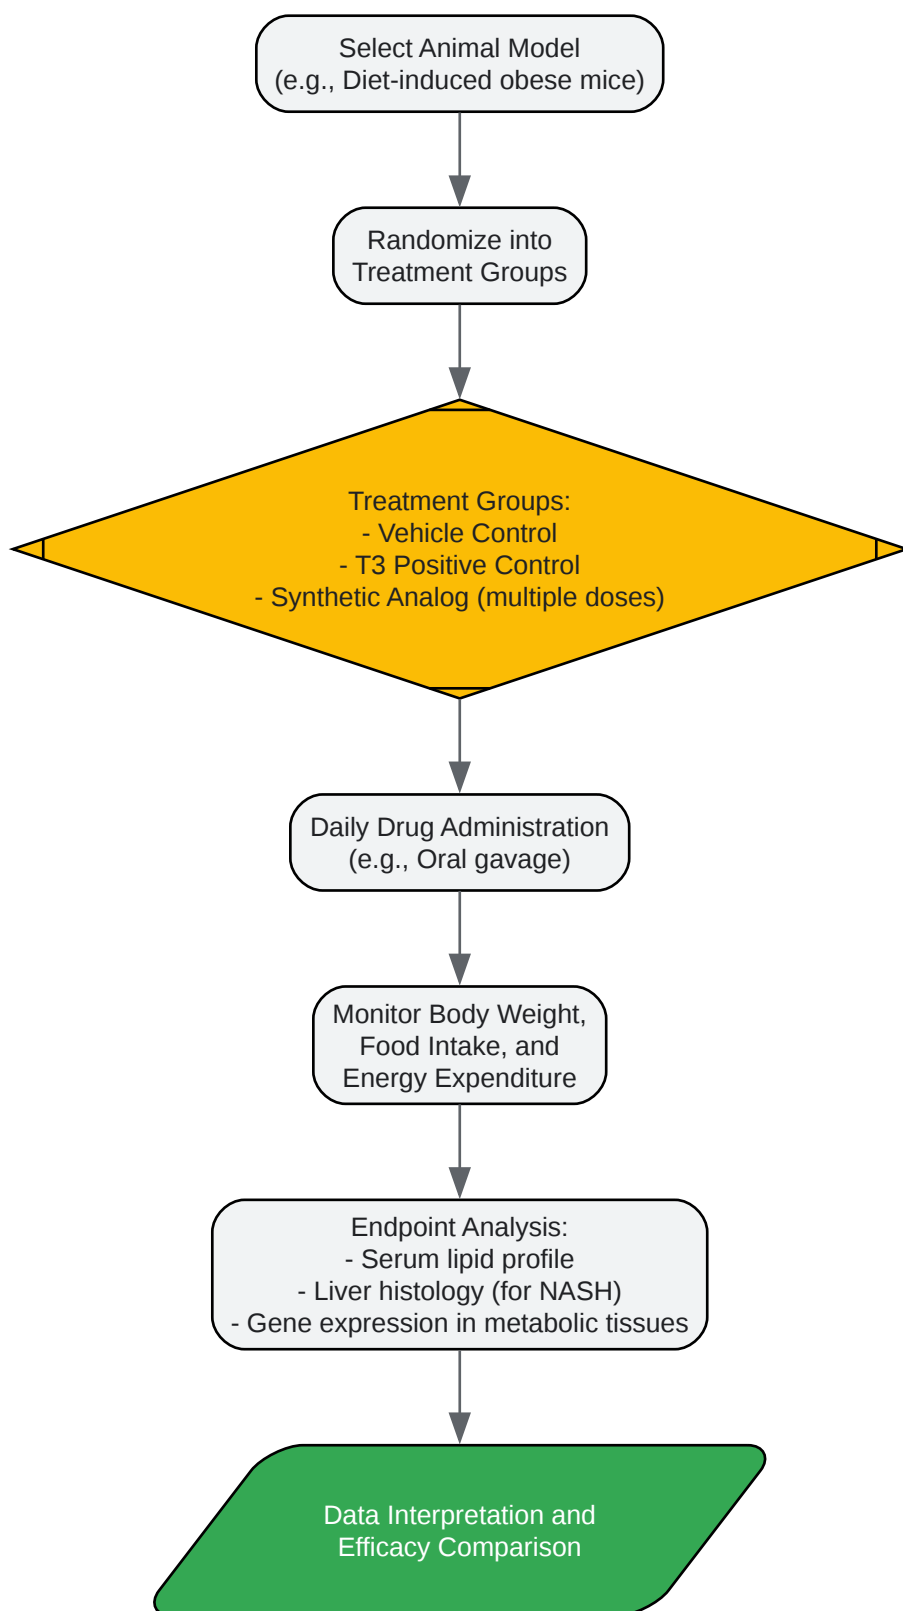 Select Animal Model
(e.g., Diet-induced obese mice)
Randomize into
Treatment Groups
Treatment Groups:
- Vehicle Control
- T3 Positive Control
- Synthetic Analog (multiple doses)
Daily Drug Administration
(e.g., Oral gavage)
Monitor Body Weight,
Food Intake, and
Energy Expenditure
Endpoint Analysis:
- Serum lipid profile
- Liver histology (for NASH)
- Gene expression in metabolic tissues
Data Interpretation and
Efficacy Comparison